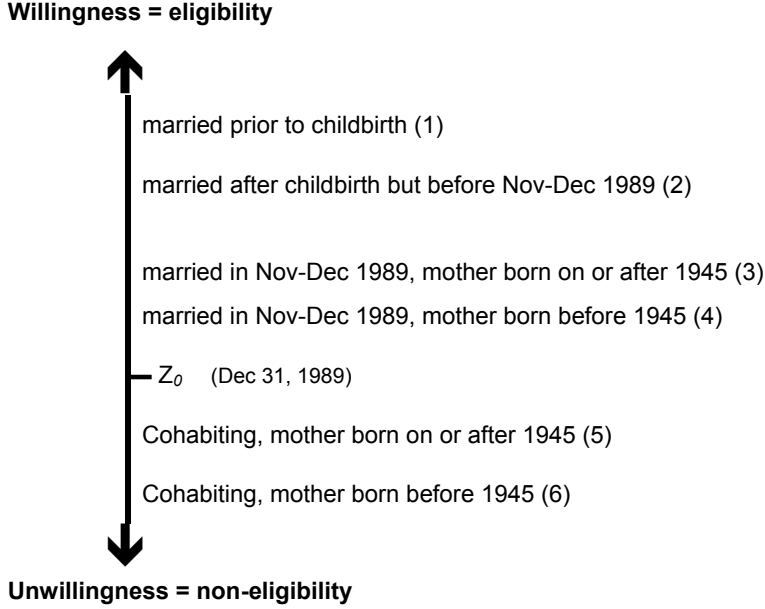 Willingness = eligibility
married prior to childbirth (1)
married after childbirth but before Nov-Dec 1989 (2)
married in Nov-Dec 1989, mother born on or after 1945 (3)
married in Nov-Dec 1989, mother born before 1945 (4)
Z0 (Dec 31, 1989)
Cohabiting, mother born on or after 1945 (5)
Cohabiting, mother born before 1945 (6)
Unwillingness = non-eligibility